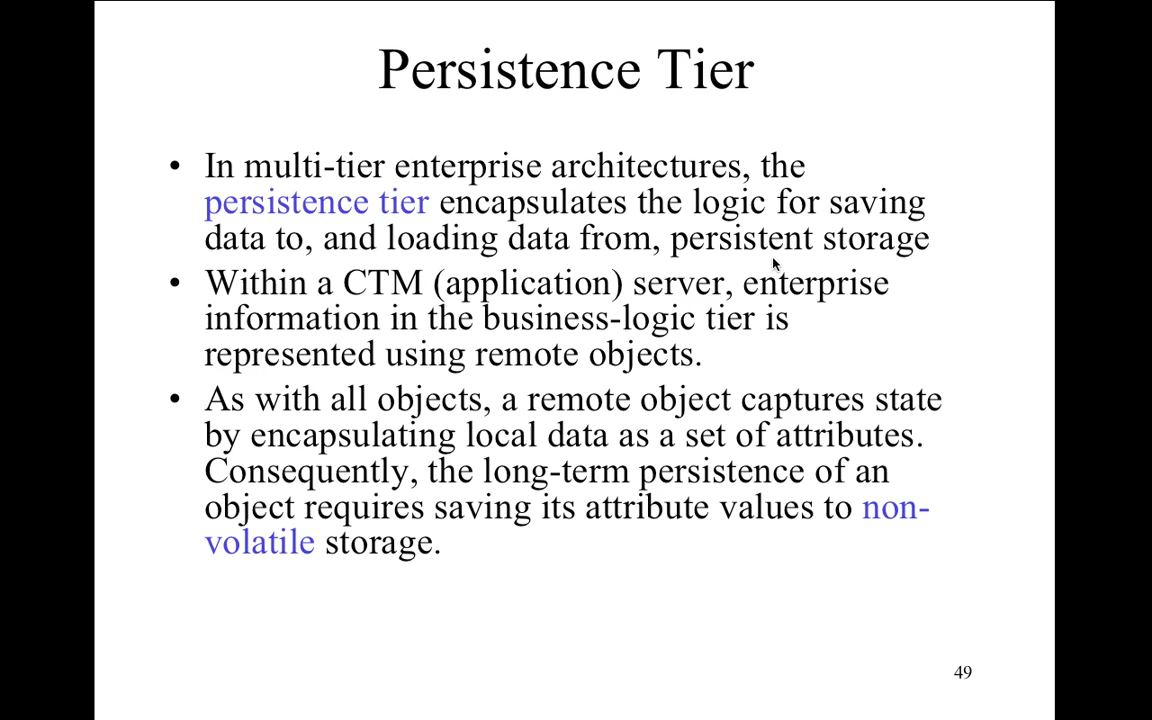 Persistence Tier
• In multi-tier enterprise architectures, the
persistence tier encapsulates the logic for saving
data to, and loading data from, persistent storage
• Within a CTM (application) server, enterprise
information in the business-logic tier is
represented using remote objects.
• As with all objects, a remote object captures state
by encapsulating local data as a set of attributes.
Consequently, the long-term persistence of an
object requires saving its attribute values to non-
volatile storage.
49